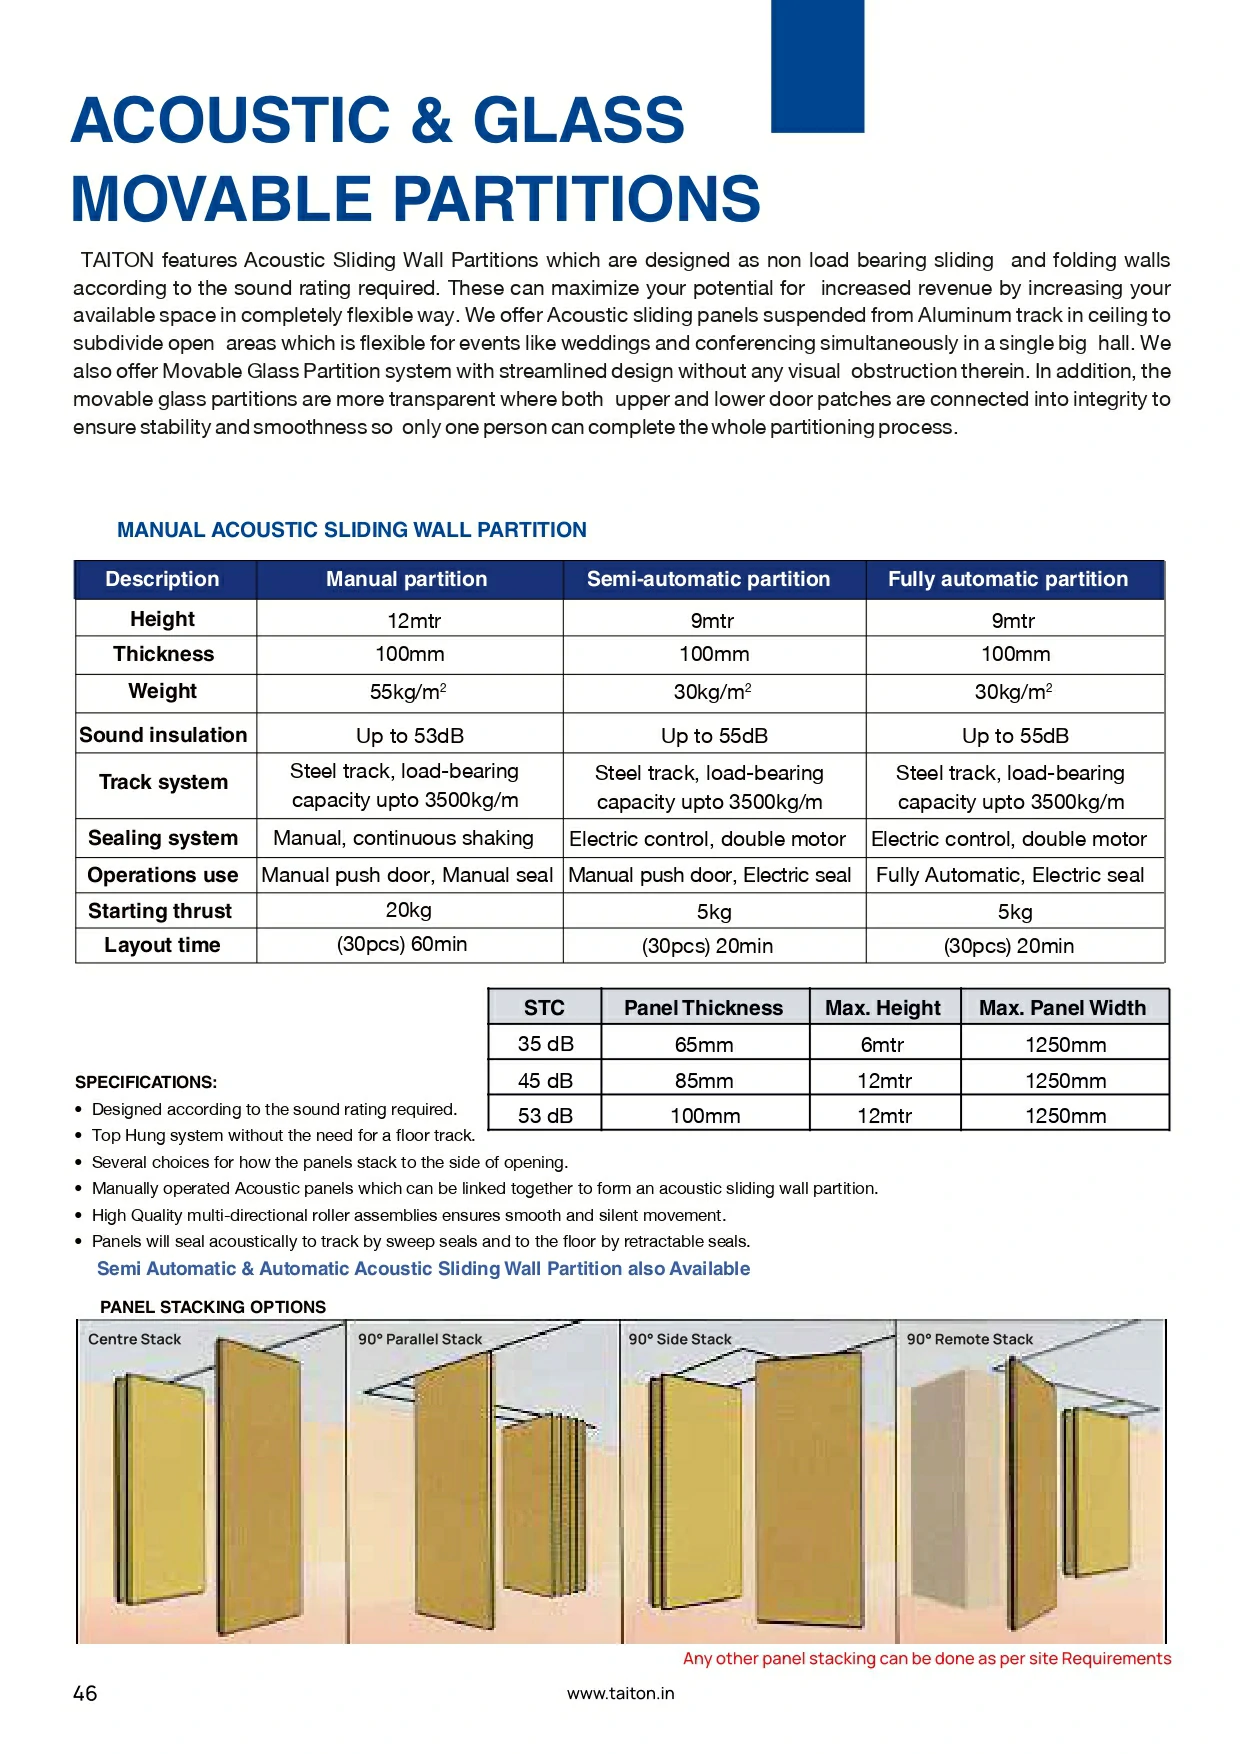 ACOUSTIC & GLASS
MOVABLE PARTITIONS
TAITON features Acoustic Sliding Wall Partitions which are designed as non load bearing sliding and folding walls
according to the sound rating required. These can maximize your potential for increased revenue by increasing your
available space in completely flexible way. We offer Acoustic sliding panels suspended from Aluminum track in ceiling to
subdivide open areas which is flexible for events like weddings and conferencing simultaneously in a single big hall. We
also offer Movable Glass Partition system with streamlined design without any visual obstruction therein. In addition, the
movable glass partitions are more transparent where both upper and lower door patches are connected into integrity to
ensure stability and smoothness so only one person can complete the whole partitioning process.
MANUAL ACOUSTIC SLIDING WALL PARTITION
Description Manual partition Semi-automatic partition Fully automatic partition
Height 12mtr 9mtr 9mtr
Thickness 100mm 100mm 100mm
Weight 55kg/m² 30kg/m² 30kg/m²
Sound insulation Up to 53dB Up to 55dB Up to 55dB
Track system Steel track, load-bearing capacity upto 3500kg/m Steel track, load-bearing capacity upto 3500kg/m Steel track, load-bearing capacity upto 3500kg/m
Sealing system Manual, continuous shaking Electric control, double motor Electric control, double motor
Operations use Manual push door, Manual seal Manual push door, Electric seal Fully Automatic, Electric seal
Starting thrust 20kg 5kg 5kg
Layout time (30pcs) 60min (30pcs) 20min (30pcs) 20min
STC Panel Thickness Max. Height Max. Panel Width
35 dB 65mm 6mtr 1250mm
45 dB 85mm 12mtr 1250mm
53 dB 100mm 12mtr 1250mm
SPECIFICATIONS:
• Designed according to the sound rating required.
• Top Hung system without the need for a floor track.
• Several choices for how the panels stack to the side of opening.
• Manually operated Acoustic panels which can be linked together to form an acoustic sliding wall partition.
• High Quality multi-directional roller assemblies ensures smooth and silent movement.
• Panels will seal acoustically to track by sweep seals and to the floor by retractable seals.
Semi Automatic & Automatic Acoustic Sliding Wall Partition also Available
PANEL STACKING OPTIONS
Centre Stack 90° Parallel Stack 90° Side Stack 90° Remote Stack
Any other panel stacking can be done as per site Requirements
46 www.taiton.in